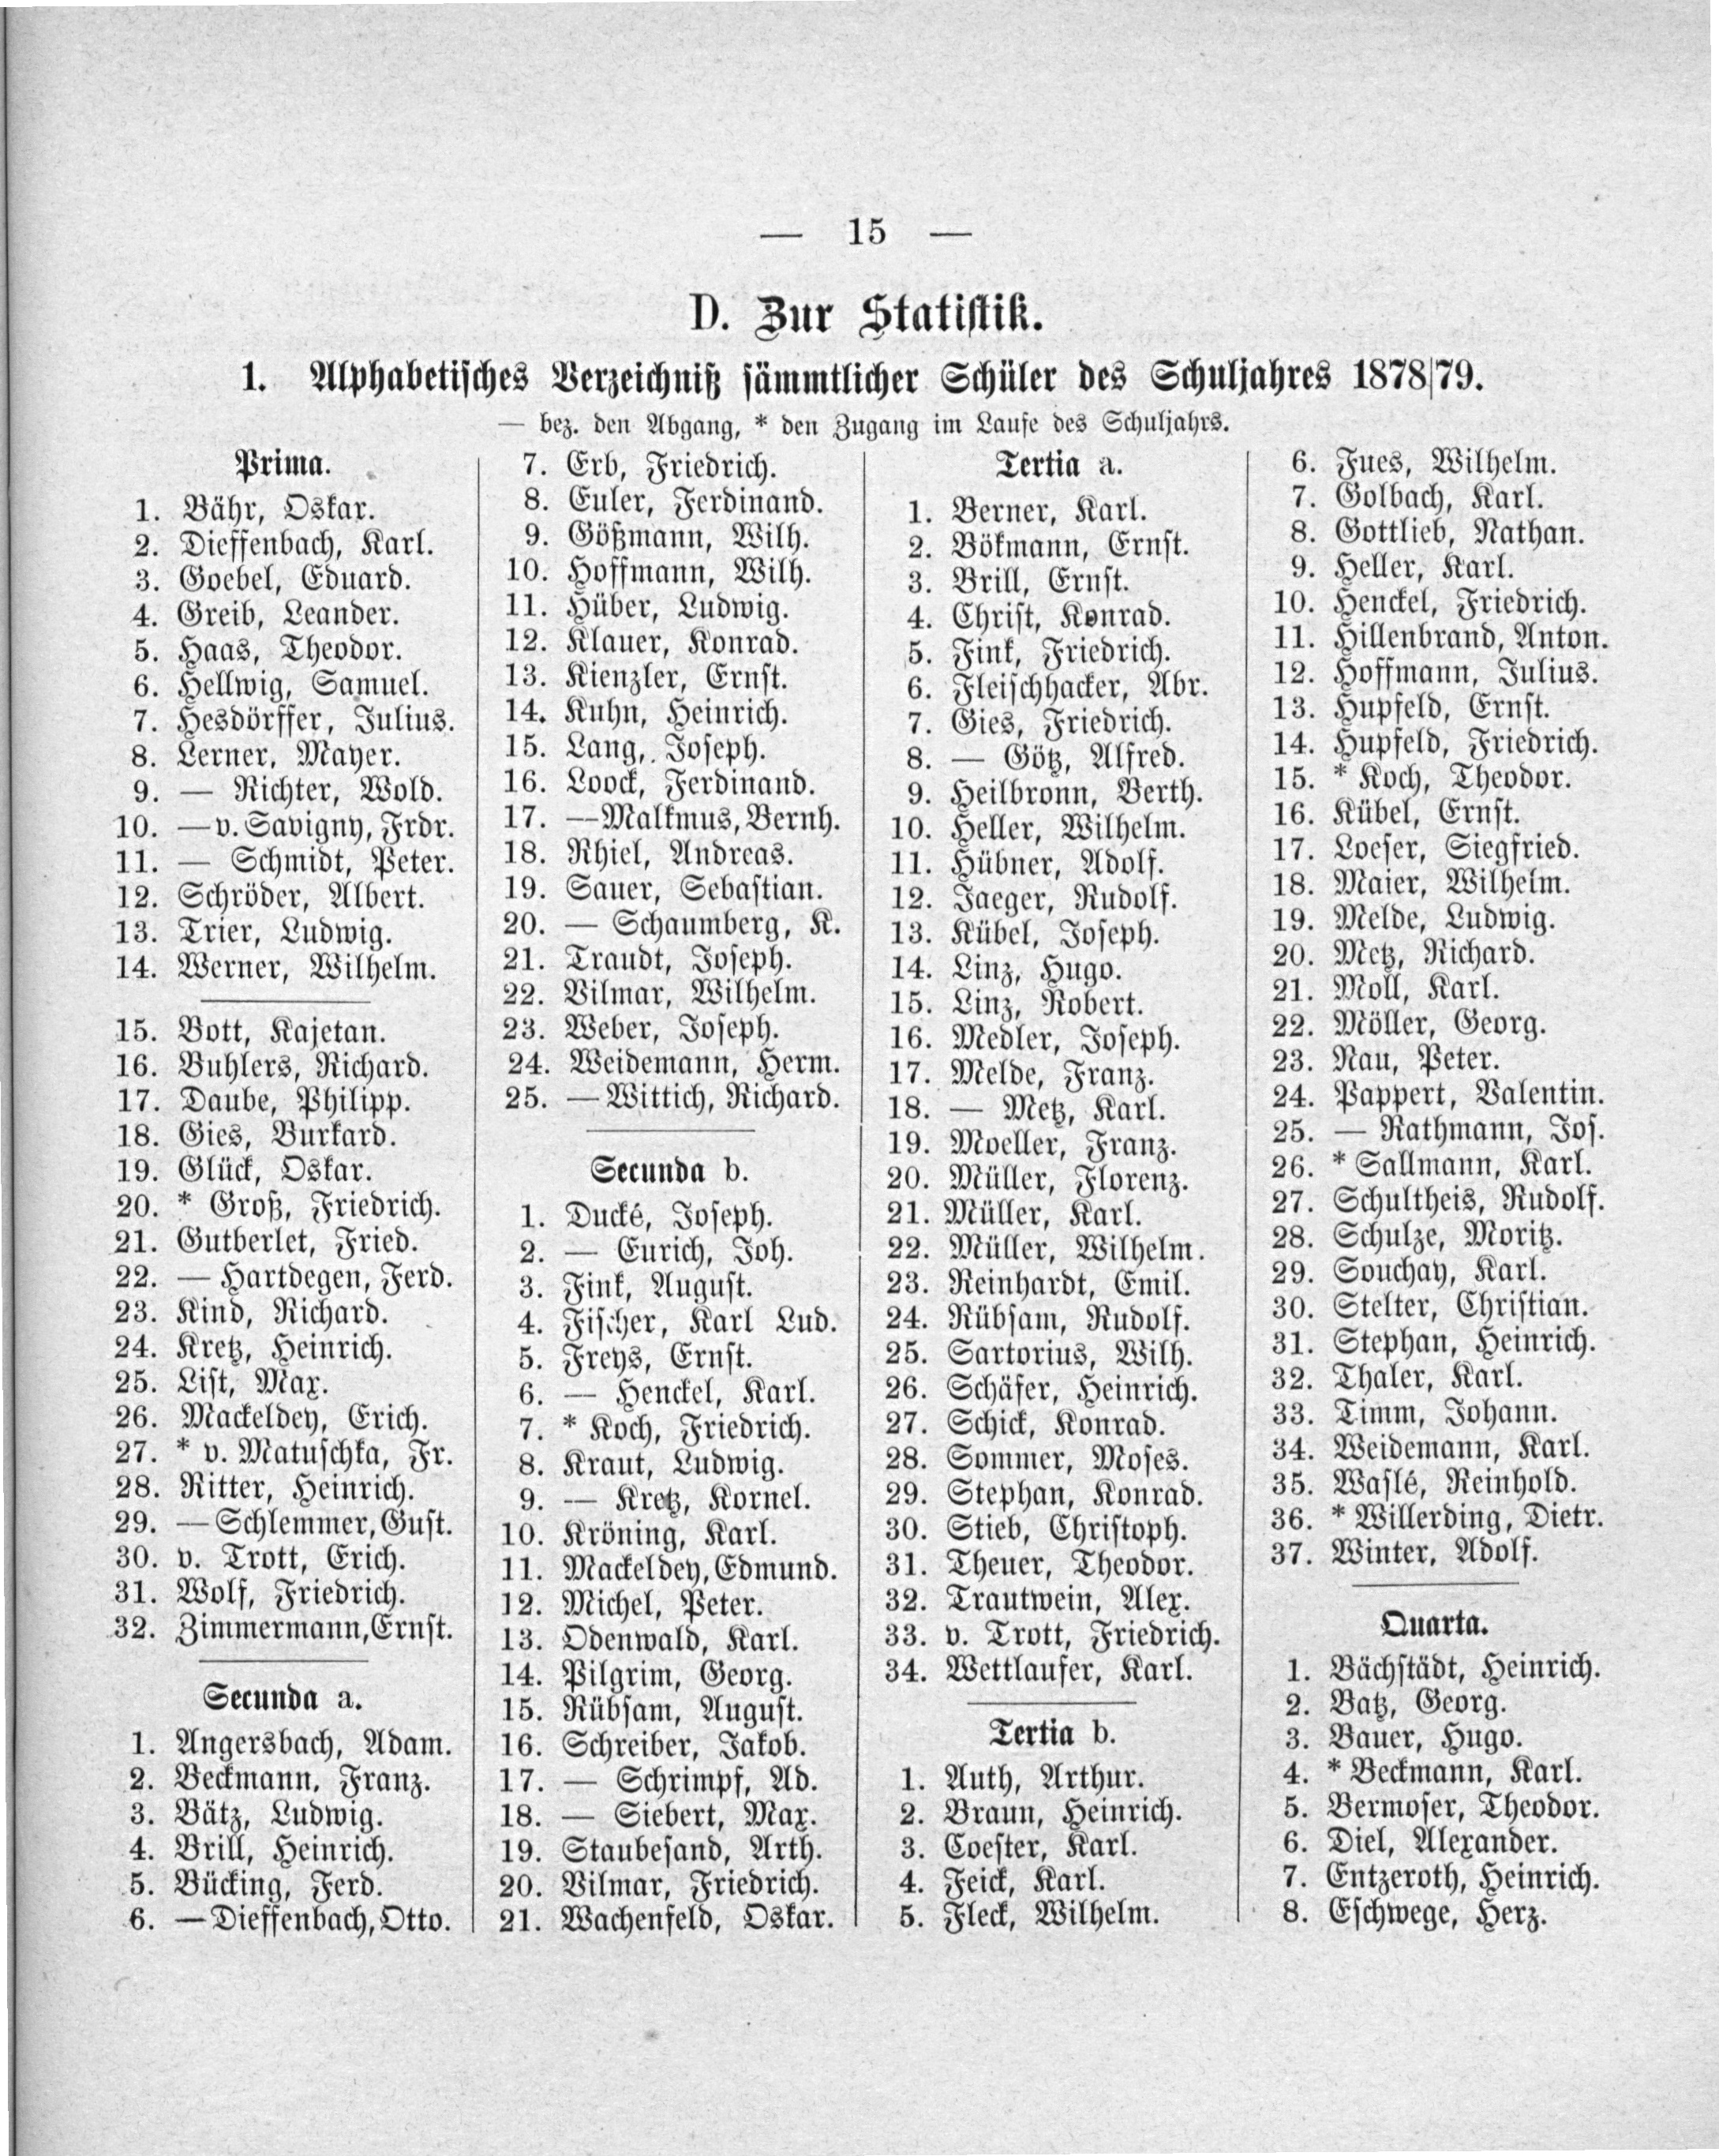 — 15 —
D. Zur Statistik.
1. Alphabetisches Verzeichniß sämmtlicher Schüler des Schuljahres 1878/79.
— bez. den Abgang, * den Zugang im Laufe des Schuljahrs.
Prima.
1. Bähr, Oskar.
2. Dieffenbach, Karl.
3. Goebel, Eduard.
4. Greib, Leander.
5. Haas, Theodor.
6. Hellwig, Samuel.
7. Hesdörffer, Julius.
8. Lerner, Mayer.
9. — Richter, Wold.
10. — v. Savigny, Frdr.
11. — Schmidt, Peter.
12. Schröder, Albert.
13. Trier, Ludwig.
14. Werner, Wilhelm.
15. Bott, Kajetan.
16. Buhlers, Richard.
17. Daube, Philipp.
18. Gies, Burkard.
19. Glück, Oskar.
20. * Groß, Friedrich.
21. Gutberlet, Fried.
22. — Hartdegen, Ferd.
23. Kind, Richard.
24. Kretz, Heinrich.
25. List, Max.
26. Mackeldey, Erich.
27. * v. Matuschka, Fr.
28. Ritter, Heinrich.
29. — Schlemmer, Gust.
30. v. Trott, Erich.
31. Wolf, Friedrich.
32. Zimmermann, Ernst.
Secunda a.
1. Angersbach, Adam.
2. Beckmann, Franz.
3. Bätz, Ludwig.
4. Brill, Heinrich.
5. Bücking, Ferd.
6. — Dieffenbach, Otto.
7. Erb, Friedrich.
8. Euler, Ferdinand.
9. Gößmann, Wilh.
10. Hoffmann, Wilh.
11. Hüber, Ludwig.
12. Klauer, Konrad.
13. Kienzler, Ernst.
14. Kuhn, Heinrich.
15. Lang, Joseph.
16. Loock, Ferdinand.
17. — Malkmus, Bernh.
18. Rhiel, Andreas.
19. Sauer, Sebastian.
20. — Schaumberg, K.
21. Traudt, Joseph.
22. Vilmar, Wilhelm.
23. Weber, Joseph.
24. Weidemann, Herm.
25. — Wittich, Richard.
Secunda b.
1. Ducké, Joseph.
2. — Eurich, Joh.
3. Fink, August.
4. Fischer, Karl Lud.
5. Freys, Ernst.
6. — Henckel, Karl.
7. * Koch, Friedrich.
8. Kraut, Ludwig.
9. — Kretz, Kornel.
10. Kröning, Karl.
11. Mackeldey, Edmund.
12. Michel, Peter.
13. Odenwald, Karl.
14. Pilgrim, Georg.
15. Rübsam, August.
16. Schreiber, Jakob.
17. — Schrimpf, Ad.
18. — Siebert, Max.
19. Staubesand, Arth.
20. Vilmar, Friedrich.
21. Wachenfeld, Oskar.
Tertia a.
1. Berner, Karl.
2. Bökmann, Ernst.
3. Brill, Ernst.
4. Christ, Konrad.
5. Fink, Friedrich.
6. Fleischhacker, Abr.
7. Gies, Friedrich.
8. — Götz, Alfred.
9. Heilbronn, Berth.
10. Heller, Wilhelm.
11. Hübner, Adolf.
12. Jaeger, Rudolf.
13. Kübel, Joseph.
14. Linz, Hugo.
15. Linz, Robert.
16. Medler, Joseph.
17. Melde, Franz.
18. — Metz, Karl.
19. Moeller, Franz.
20. Müller, Florenz.
21. Müller, Karl.
22. Müller, Wilhelm.
23. Reinhardt, Emil.
24. Rübsam, Rudolf.
25. Sartorius, Wilh.
26. Schäfer, Heinrich.
27. Schick, Konrad.
28. Sommer, Moses.
29. Stephan, Konrad.
30. Stieb, Christoph.
31. Theuer, Theodor.
32. Trautwein, Alex.
33. v. Trott, Friedrich.
34. Wettlaufer, Karl.
Tertia b.
1. Auth, Arthur.
2. Braun, Heinrich.
3. Coester, Karl.
4. Feick, Karl.
5. Fleck, Wilhelm.
6. Fues, Wilhelm.
7. Golbach, Karl.
8. Gottlieb, Nathan.
9. Heller, Karl.
10. Henckel, Friedrich.
11. Hillenbrand, Anton.
12. Hoffmann, Julius.
13. Hupfeld, Ernst.
14. Hupfeld, Friedrich.
15. * Koch, Theodor.
16. Kübel, Ernst.
17. Loeser, Siegfried.
18. Maier, Wilhelm.
19. Melde, Ludwig.
20. Metz, Richard.
21. Moll, Karl.
22. Möller, Georg.
23. Nau, Peter.
24. Pappert, Valentin.
25. — Rathmann, Jos.
26. * Sallmann, Karl.
27. Schultheis, Rudolf.
28. Schulze, Moritz.
29. Souchay, Karl.
30. Stelter, Christian.
31. Stephan, Heinrich.
32. Thaler, Karl.
33. Timm, Johann.
34. Weidemann, Karl.
35. Waslé, Reinhold.
36. * Willerding, Dietr.
37. Winter, Adolf.
Quarta.
1. Bächstädt, Heinrich.
2. Batz, Georg.
3. Bauer, Hugo.
4. * Beckmann, Karl.
5. Bermoser, Theodor.
6. Diel, Alexander.
7. Entzeroth, Heinrich.
8. Eschwege, Herz.